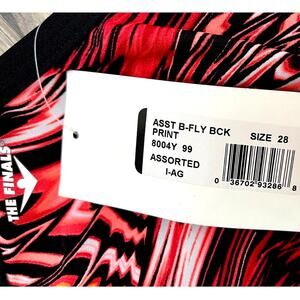 ASST B-FLY BCK SIZE 28
PRINT
8004Y 99
ASSORTED
I-AG
0 36702 93286 8
THE FINALS®